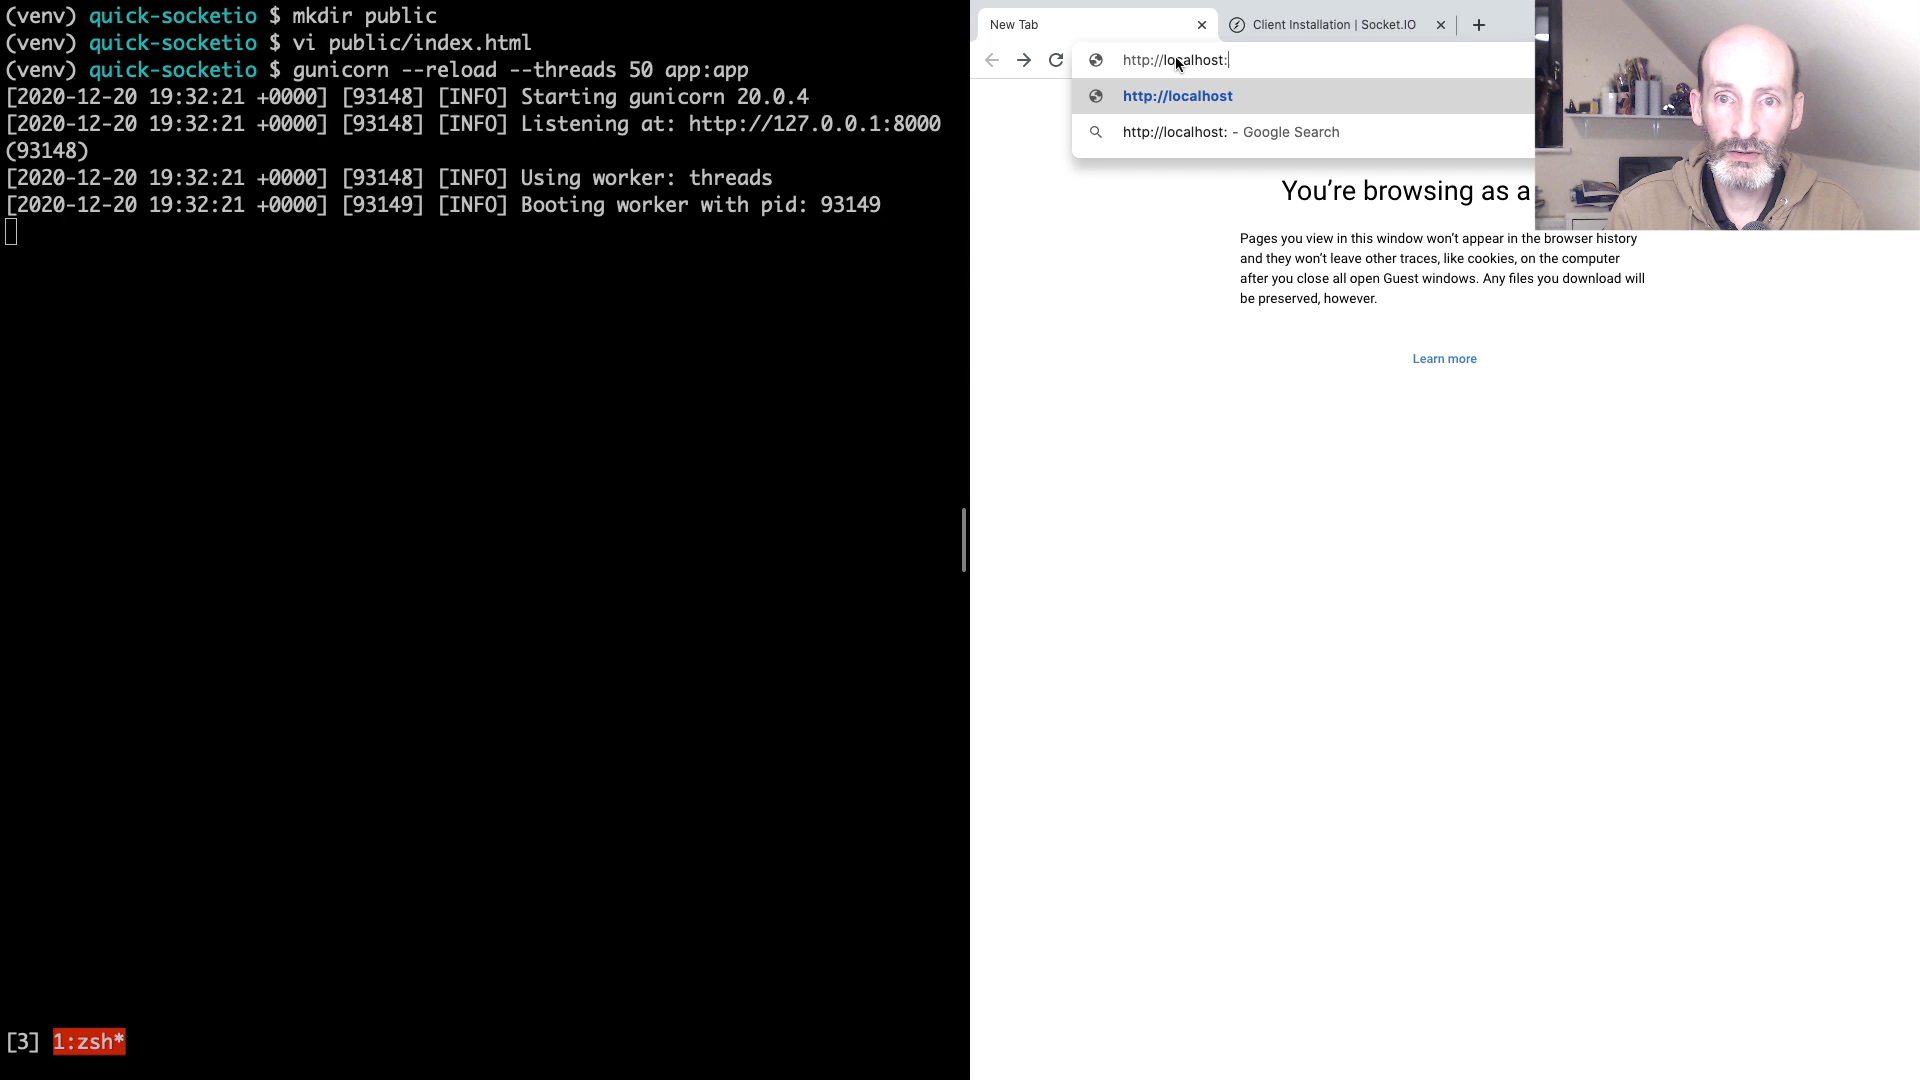 (venv) quick-socketio $ mkdir public
(venv) quick-socketio $ vi public/index.html
(venv) quick-socketio $ gunicorn --reload --threads 50 app:app
[2020-12-20 19:32:21 +0000] [93148] [INFO] Starting gunicorn 20.0.4
[2020-12-20 19:32:21 +0000] [93148] [INFO] Listening at: http://127.0.0.1:8000
(93148)
[2020-12-20 19:32:21 +0000] [93148] [INFO] Using worker: threads
[2020-12-20 19:32:21 +0000] [93149] [INFO] Booting worker with pid: 93149
[3] 1:zsh*
New Tab
Client Installation | Socket.IO
http://localhost:
http://localhost
http://localhost: - Google Search
You’re browsing as a
Pages you view in this window won’t appear in the browser history
and they won’t leave other traces, like cookies, on the computer
after you close all open Guest windows. Any files you download will
be preserved, however.
Learn more